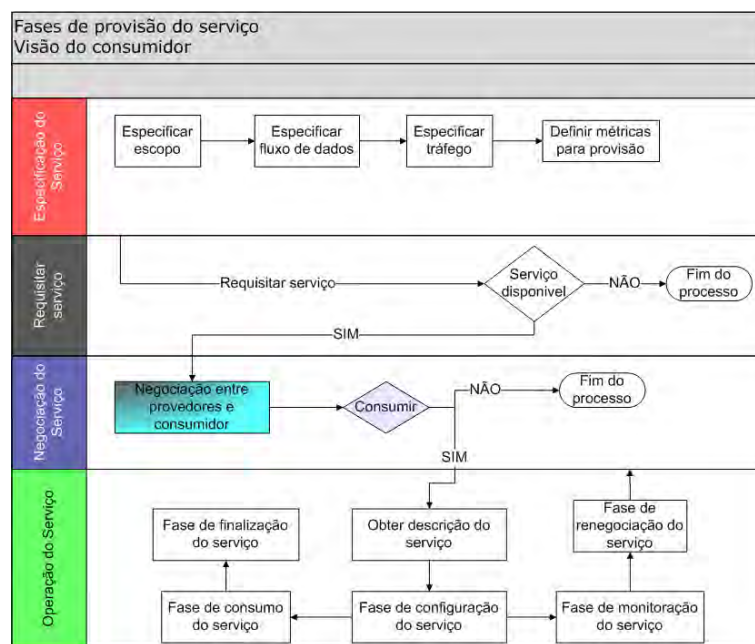 Fases de provisão do serviço
Visão do consumidor
Especificação do
Serviço
Especificar
escopo
Especificar
fluxo de dados
Especificar
tráfego
Definir métricas
para provisão
Requisitar
serviço
Requisitar serviço
Serviço
disponivel
NÃO
Fim do
processo
SIM
Negociação do
Serviço
Negociação entre
provedores e
consumidor
Consumir
NÃO
Fim do
processo
SIM
Operação do Serviço
Fase de finalização
do serviço
Obter descrição do
serviço
Fase de
renegociação do
serviço
Fase de consumo
do serviço
Fase de configuração
do serviço
Fase de monitoração
do serviço